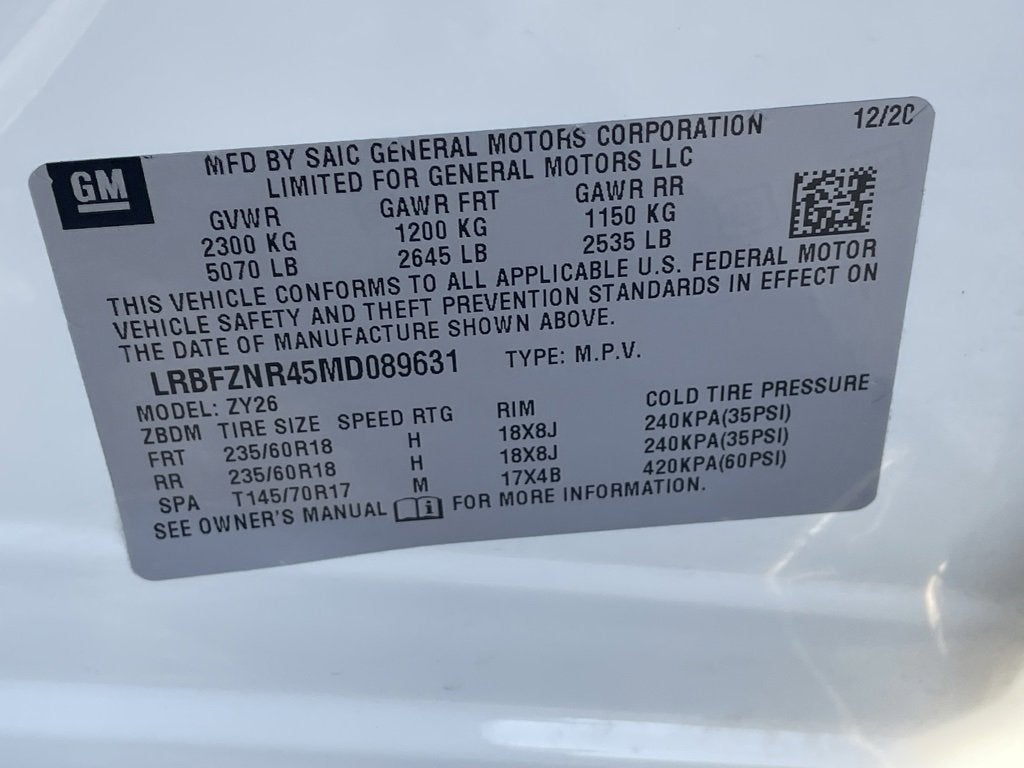 GM
MFD BY SAIC GENERAL MOTORS CORPORATION 12/20
LIMITED FOR GENERAL MOTORS LLC
GVWR GAWR FRT GAWR RR
2300 KG 1200 KG 1150 KG
5070 LB 2645 LB 2535 LB
THIS VEHICLE CONFORMS TO ALL APPLICABLE U.S. FEDERAL MOTOR
VEHICLE SAFETY AND THEFT PREVENTION STANDARDS IN EFFECT ON
THE DATE OF MANUFACTURE SHOWN ABOVE.
LRBFZNR45MD089631 TYPE: M.P.V.
MODEL: ZY26
ZBDM TIRE SIZE SPEED RTG RIM COLD TIRE PRESSURE
FRT 235/60R18 H 18X8J 240KPA(35PSI)
RR 235/60R18 H 18X8J 240KPA(35PSI)
SPA T145/70R17 M 17X4B 420KPA(60PSI)
SEE OWNER'S MANUAL i FOR MORE INFORMATION.